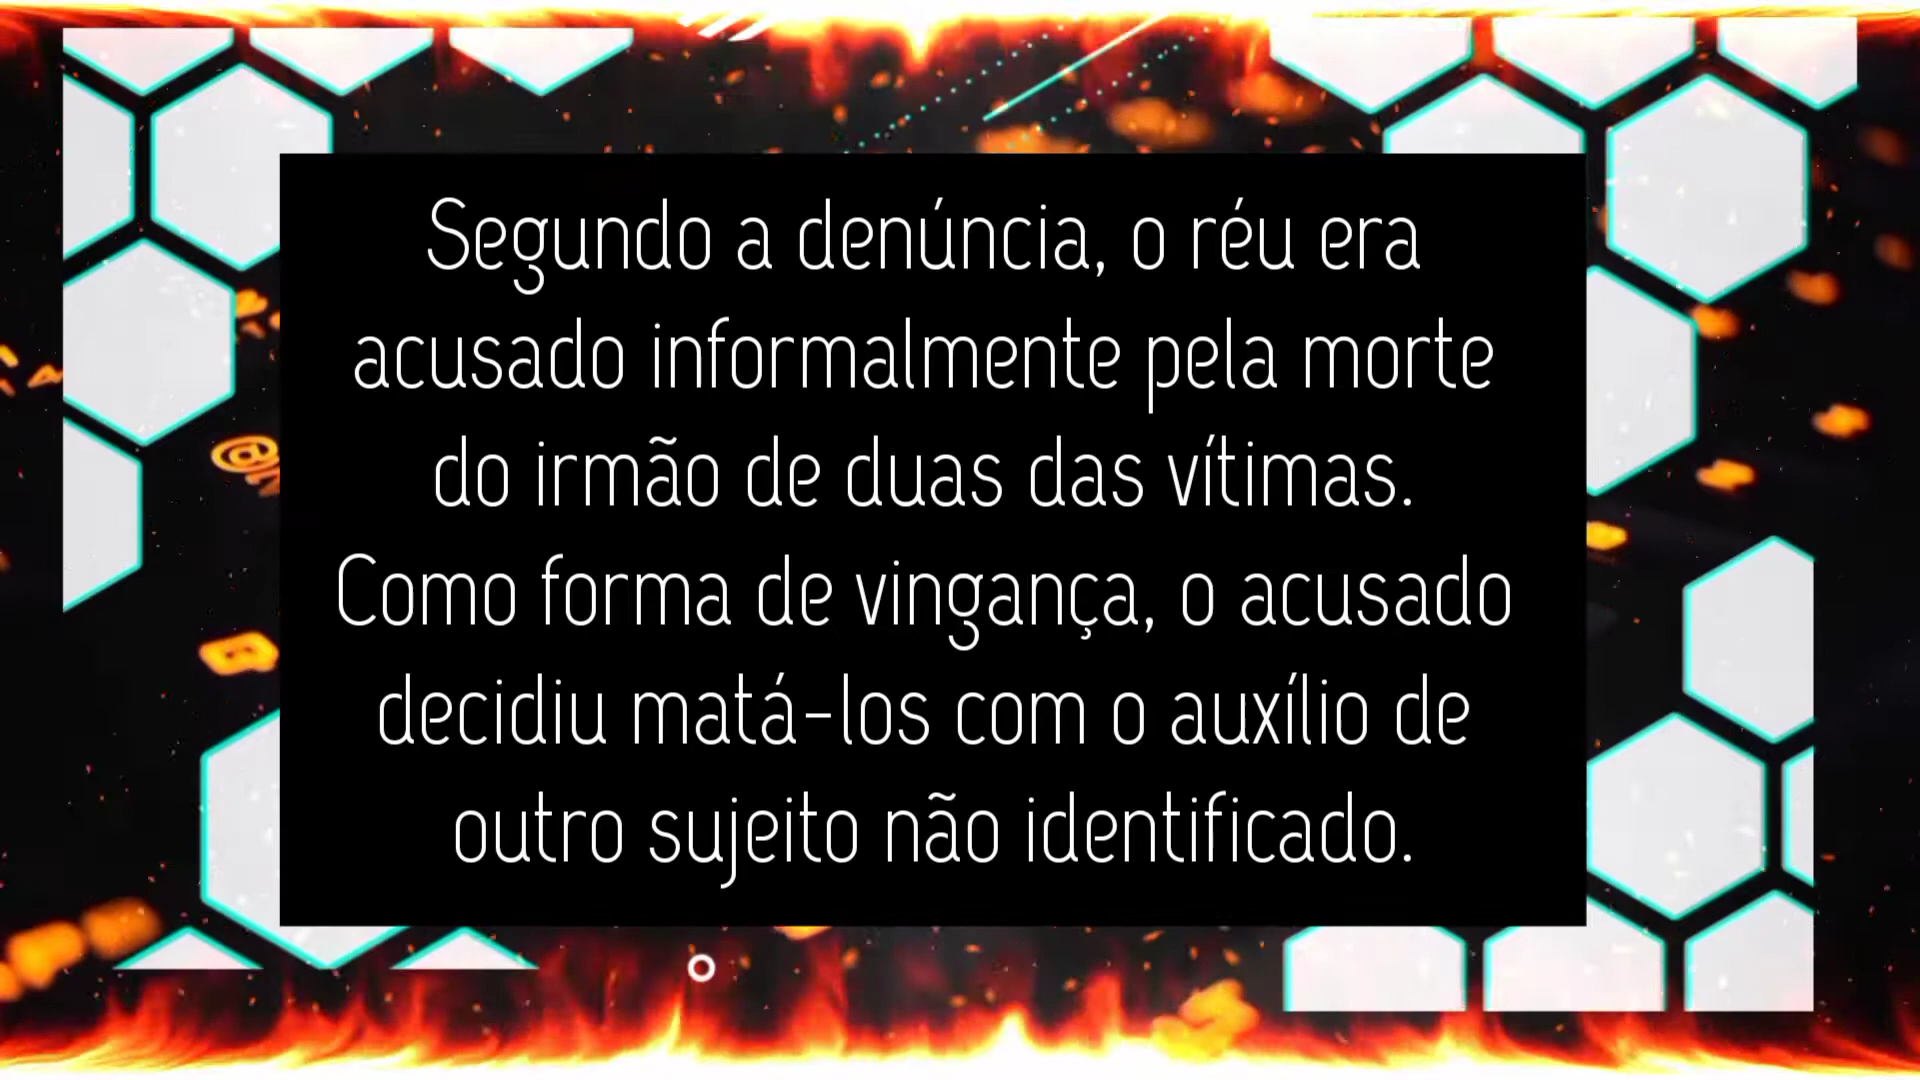 Segundo a denúncia, o réu era
acusado informalmente pela morte
do irmão de duas das vítimas.
Como forma de vingança, o acusado
decidiu matá-los com o auxílio de
outro sujeito não identificado.